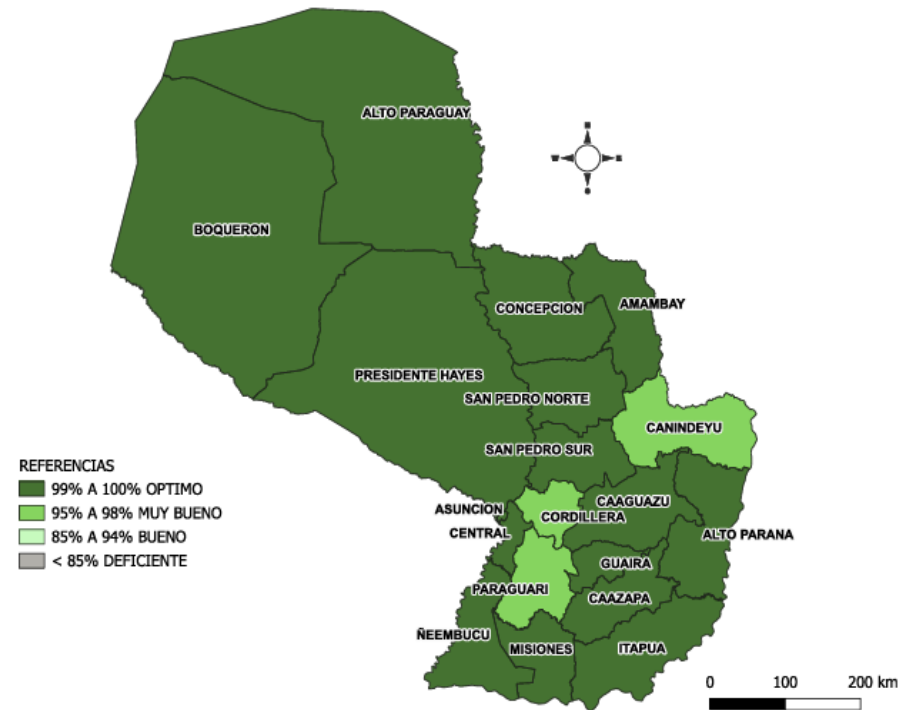 ALTO PARAGUAY
BOQUERON
CONCEPCION
AMAMBAY
PRESIDENTE HAYES
SAN PEDRO NORTE
CANINDEYU
SAN PEDRO SUR
REFERENCIAS
99% A 100% OPTIMO
95% A 98% MUY BUENO
85% A 94% BUENO
< 85% DEFICIENTE
ASUNCION
CAAGUAZU
CORDILLERA
CENTRAL
ALTO PARANA
GUAIRA
PARAGUARI
CAAZAPA
ÑEEMBUCU
MISIONES
ITAPUA
0 100 200 km